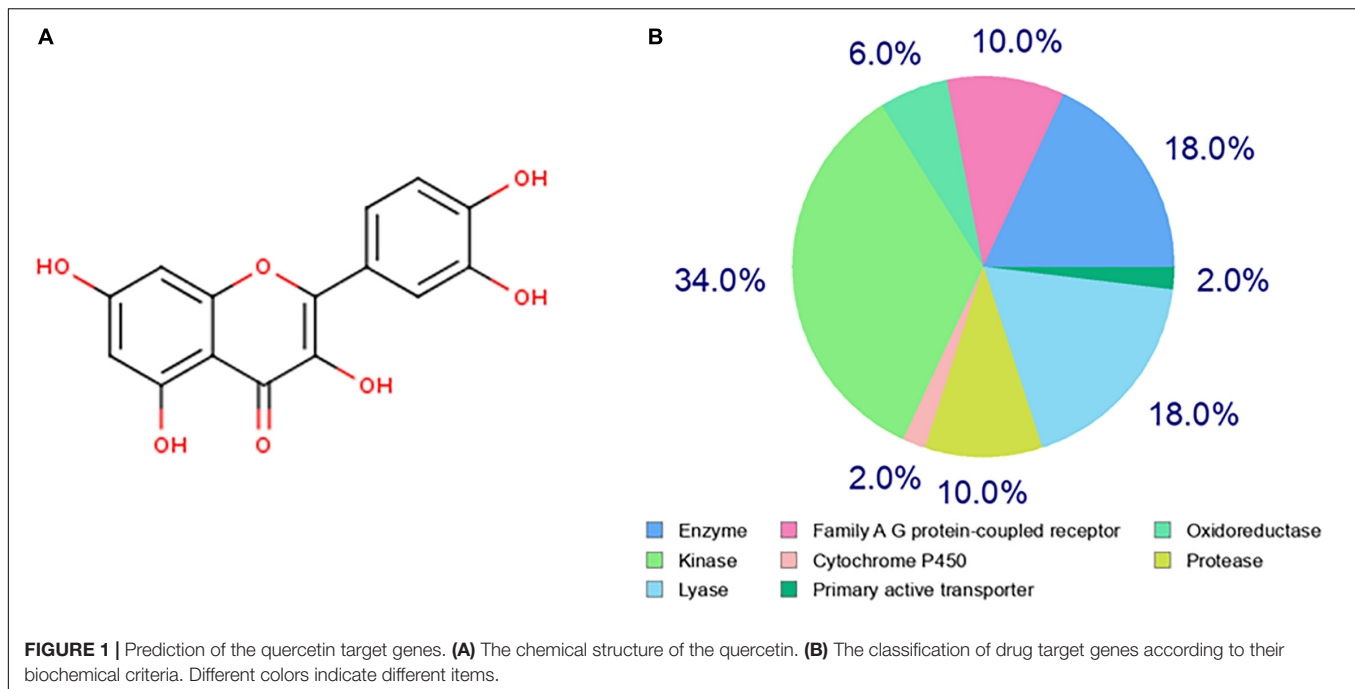 A
OH
HO
O
OH
OH
OH
O
B
6.0%
10.0%
18.0%
34.0%
2.0%
18.0%
2.0%
10.0%
Enzyme
Family A G protein-coupled receptor
Oxidoreductase
Kinase
Cytochrome P450
Protease
Lyase
Primary active transporter
FIGURE 1 | Prediction of the quercetin target genes. (A) The chemical structure of the quercetin. (B) The classification of drug target genes according to their
biochemical criteria. Different colors indicate different items.